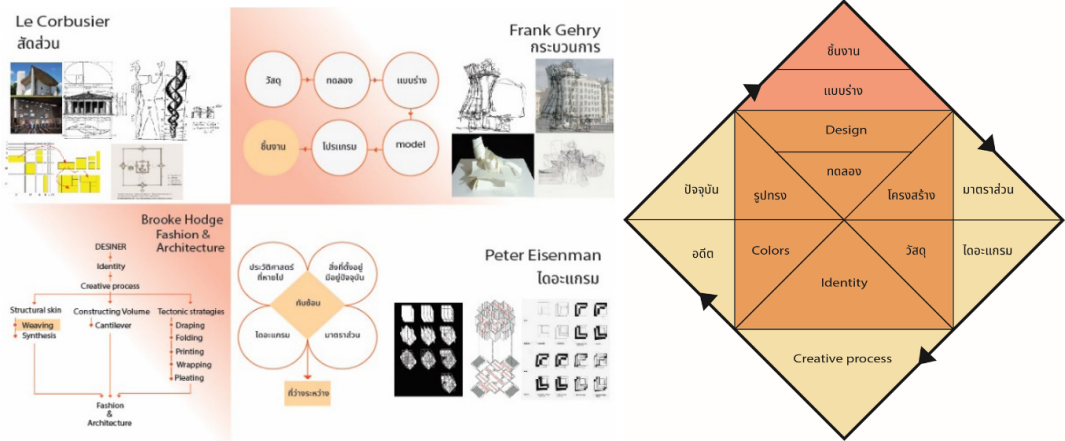 Le Corbusier
สัดส่วน
Frank Gehry
กระบวนการ
วัสดุ
ทดลอง
แบบร่าง
ชิ้นงาน
โปรแกรม
model
Brooke Hodge
Fashion &
Architecture
DESINER
Identity
Creative process
Structural skin
Constructing Volume
Tectonic strategies
Weaving
Synthesis
Cantilever
Draping
Folding
Printing
Wrapping
Pleating
Fashion
&
Architecture
Peter Eisenman
ไดอะแกรม
ประวัติศาสตร์
ที่หายไป
สิ่งที่ตั้งอยู่
มีอยู่ปัจจุบัน
ทับซ้อน
ไดอะแกรม
มาตราส่วน
ที่ว่างระหว่าง
ชิ้นงาน
แบบร่าง
Design
ทดลอง
ปัจจุบัน
รูปทรง
โครงสร้าง
มาตราส่วน
อดีต
Colors
วัสดุ
ไดอะแกรม
Identity
Creative process